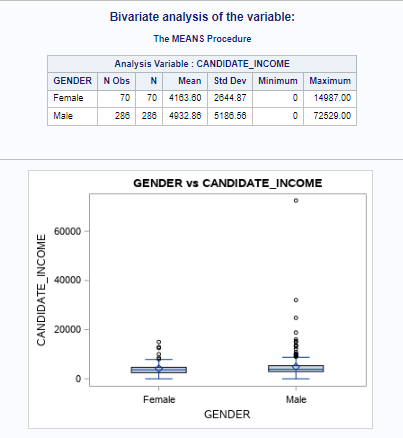 Bivariate analysis of the variable:
The MEANS Procedure
Analysis Variable : CANDIDATE_INCOME
GENDER N Obs N Mean Std Dev Minimum Maximum
Female 70 70 4163.60 2644.87 0 14987.00
Male 286 286 4932.86 5186.56 0 72529.00
GENDER vs CANDIDATE_INCOME
CANDIDATE_INCOME
60000
40000
20000
0
Female Male
GENDER